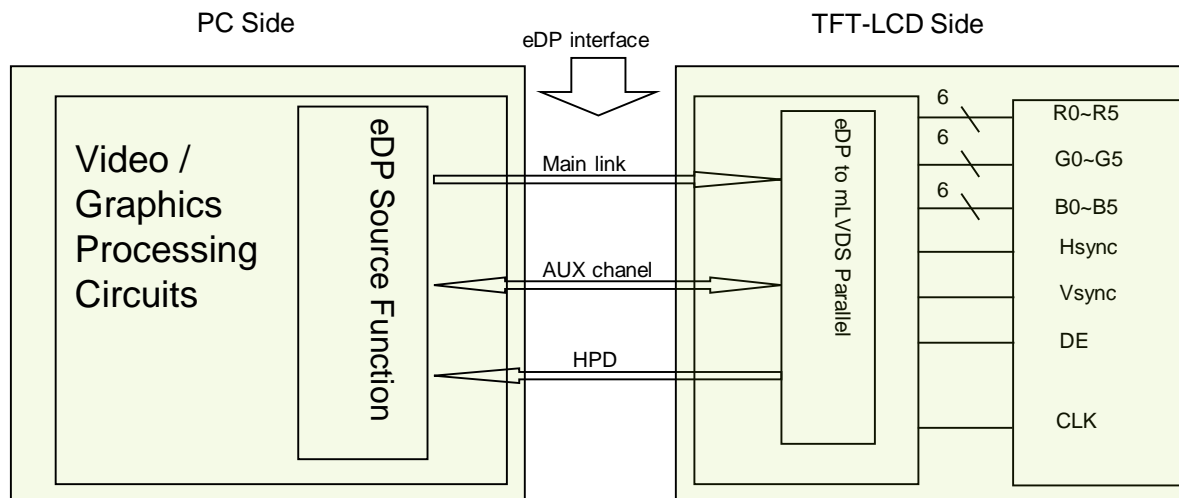 PC Side
eDP interface
TFT-LCD Side
Video /
Graphics
Processing
Circuits
eDP Source Function
Main link
AUX chanel
HPD
eDP to mLVDS Parallel
6
R0~R5
6
G0~G5
6
B0~B5
Hsync
Vsync
DE
CLK